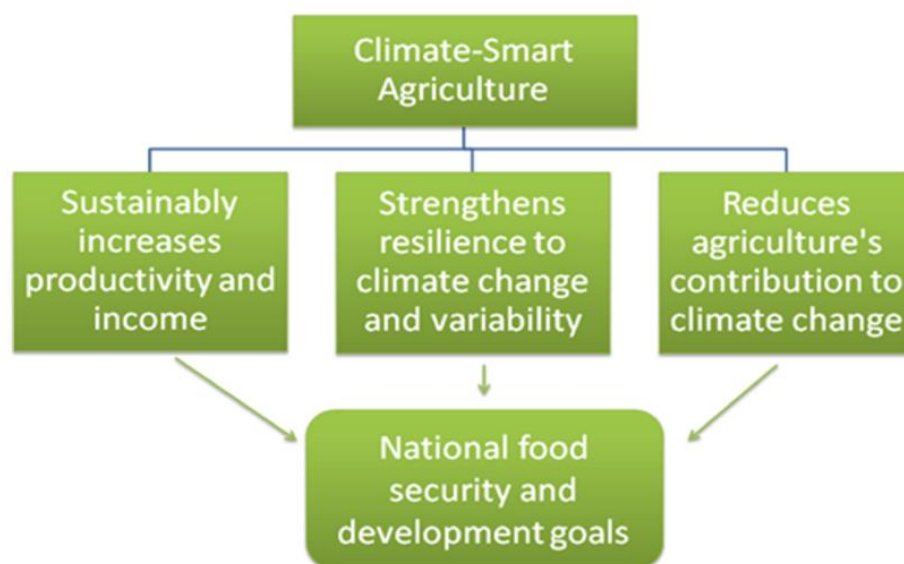 Climate-Smart
Agriculture
Sustainably
increases
productivity and
income
Strengthens
resilience to
climate change
and variability
Reduces
agriculture's
contribution to
climate change
National food
security and
development goals